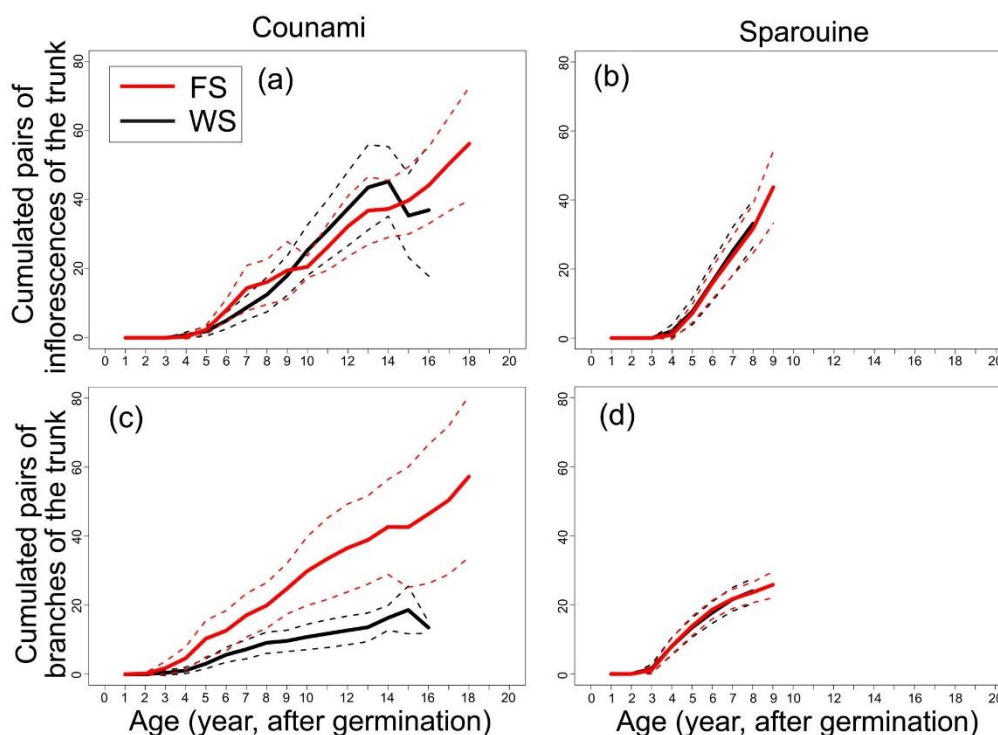 Counami
Sparouine
Cumulated pairs of
inflorescences of the trunk
80
60
40
20
0
FS
WS
(a)
0 1 2 3 4 5 6 7 8 9 10 12 14 16 18 20
80
60
40
20
0
(b)
0 1 2 3 4 5 6 7 8 9 10 12 14 16 18 20
Cumulated pairs of
branches of the trunk
80
60
40
20
0
(c)
0 1 2 3 4 5 6 7 8 9 10 12 14 16 18 20
Age (year, after germination)
80
60
40
20
0
(d)
0 1 2 3 4 5 6 7 8 9 10 12 14 16 18 20
Age (year, after germination)